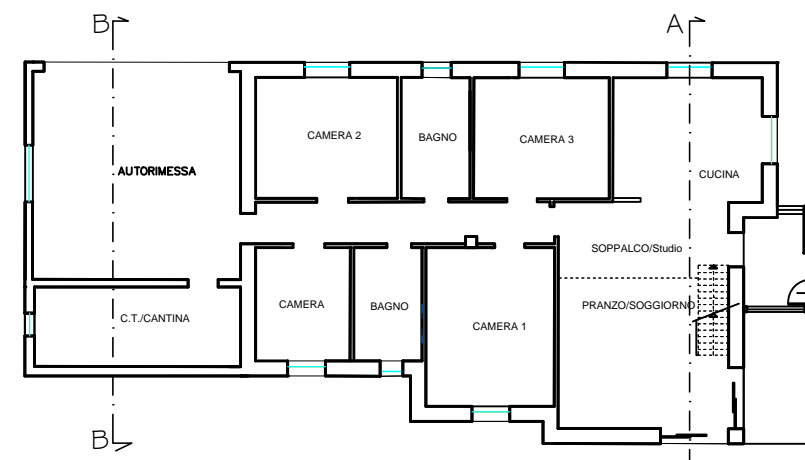 B
A
CAMERA 2
BAGNO
CAMERA 3
AUTORIMESSA
CUCINA
SOPPALCO/Studio
C.T./CANTINA
CAMERA
BAGNO
PRANZO/SOGGIORNO
CAMERA 1
B